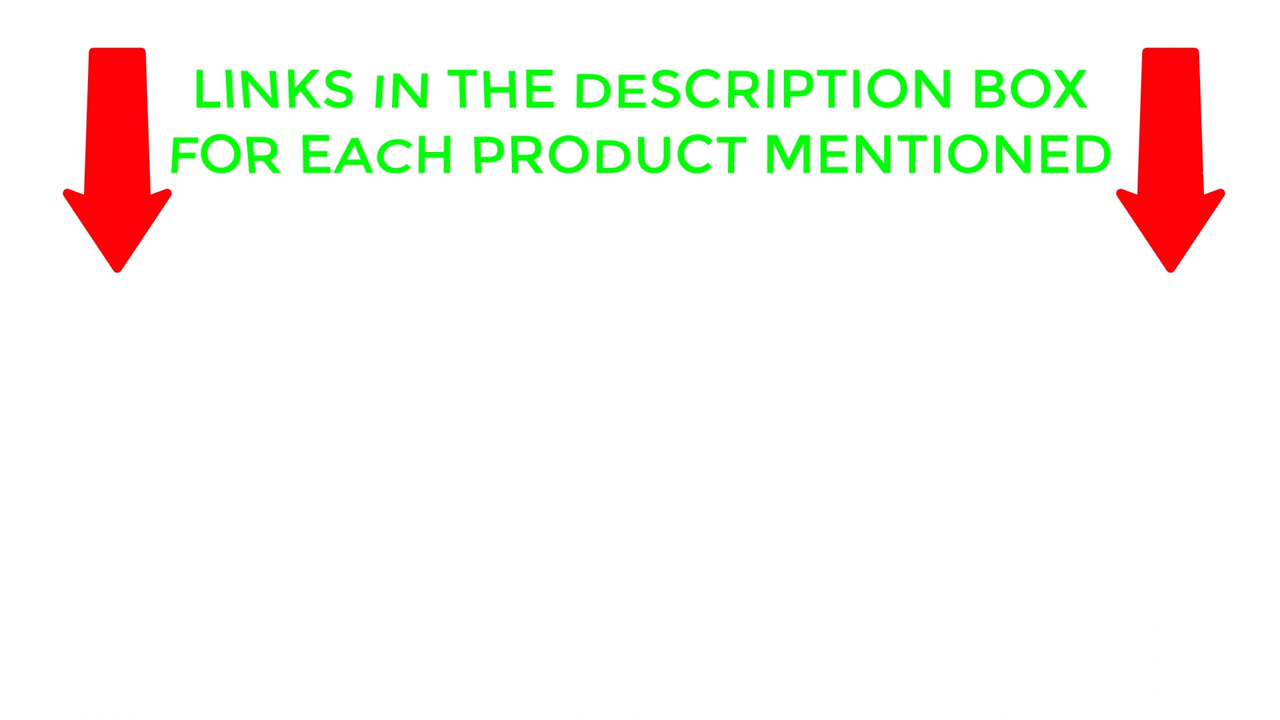 LINKS IN THE DESCRIPTION BOX
FOR EACH PRODUCT MENTIONED